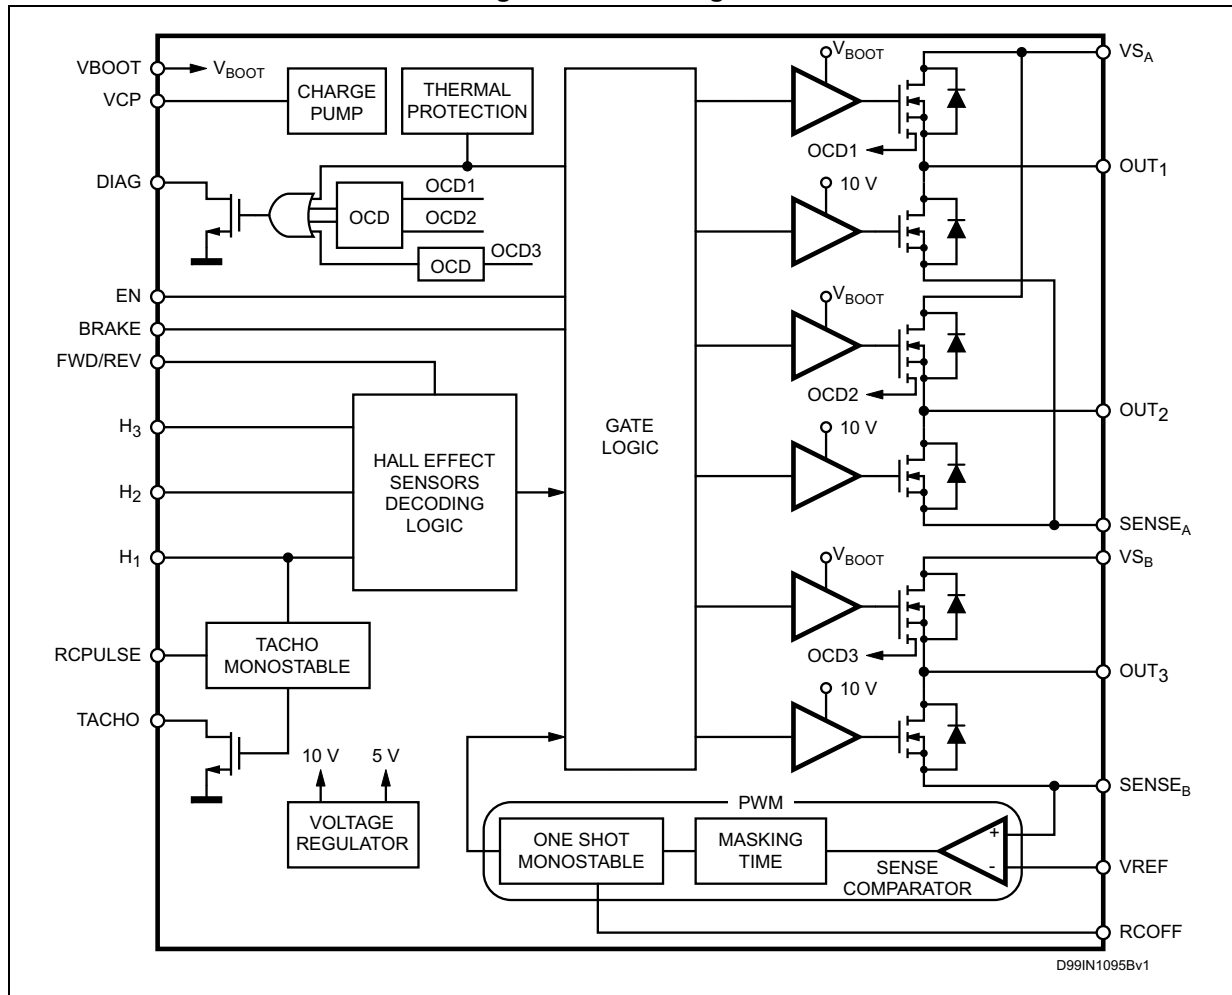 VBOOT
VBOOT
VCP
CHARGE
PUMP
THERMAL
PROTECTION
DIAG
OCD
OCD1
OCD2
OCD
OCD3
EN
BRAKE
FWD/REV
H3
H2
H1
HALL EFFECT
SENSORS
DECODING
LOGIC
RCPULSE
TACHO
MONOSTABLE
TACHO
10 V
5 V
VOLTAGE
REGULATOR
GATE
LOGIC
VBOOT
VSA
OCD1
OUT1
10 V
VBOOT
OCD2
OUT2
10 V
SENSEA
VBOOT
VSB
OCD3
OUT3
10 V
SENSEB
PWM
ONE SHOT
MONOSTABLE
MASKING
TIME
+
-
SENSE
COMPARATOR
VREF
RCOFF
D99IN1095Bv1